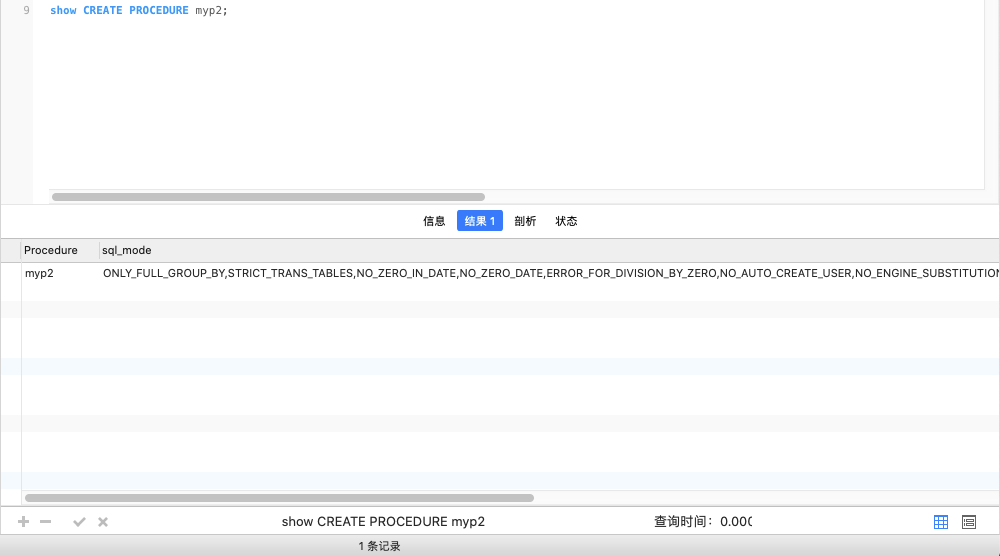 9 show CREATE PROCEDURE myp2;
信息 结果 1 剖析 状态
Procedure sql_mode
myp2 ONLY_FULL_GROUP_BY,STRICT_TRANS_TABLES,NO_ZERO_IN_DATE,NO_ZERO_DATE,ERROR_FOR_DIVISION_BY_ZERO,NO_AUTO_CREATE_USER,NO_ENGINE_SUBSTITUTION
show CREATE PROCEDURE myp2 查询时间：0.000
1 条记录